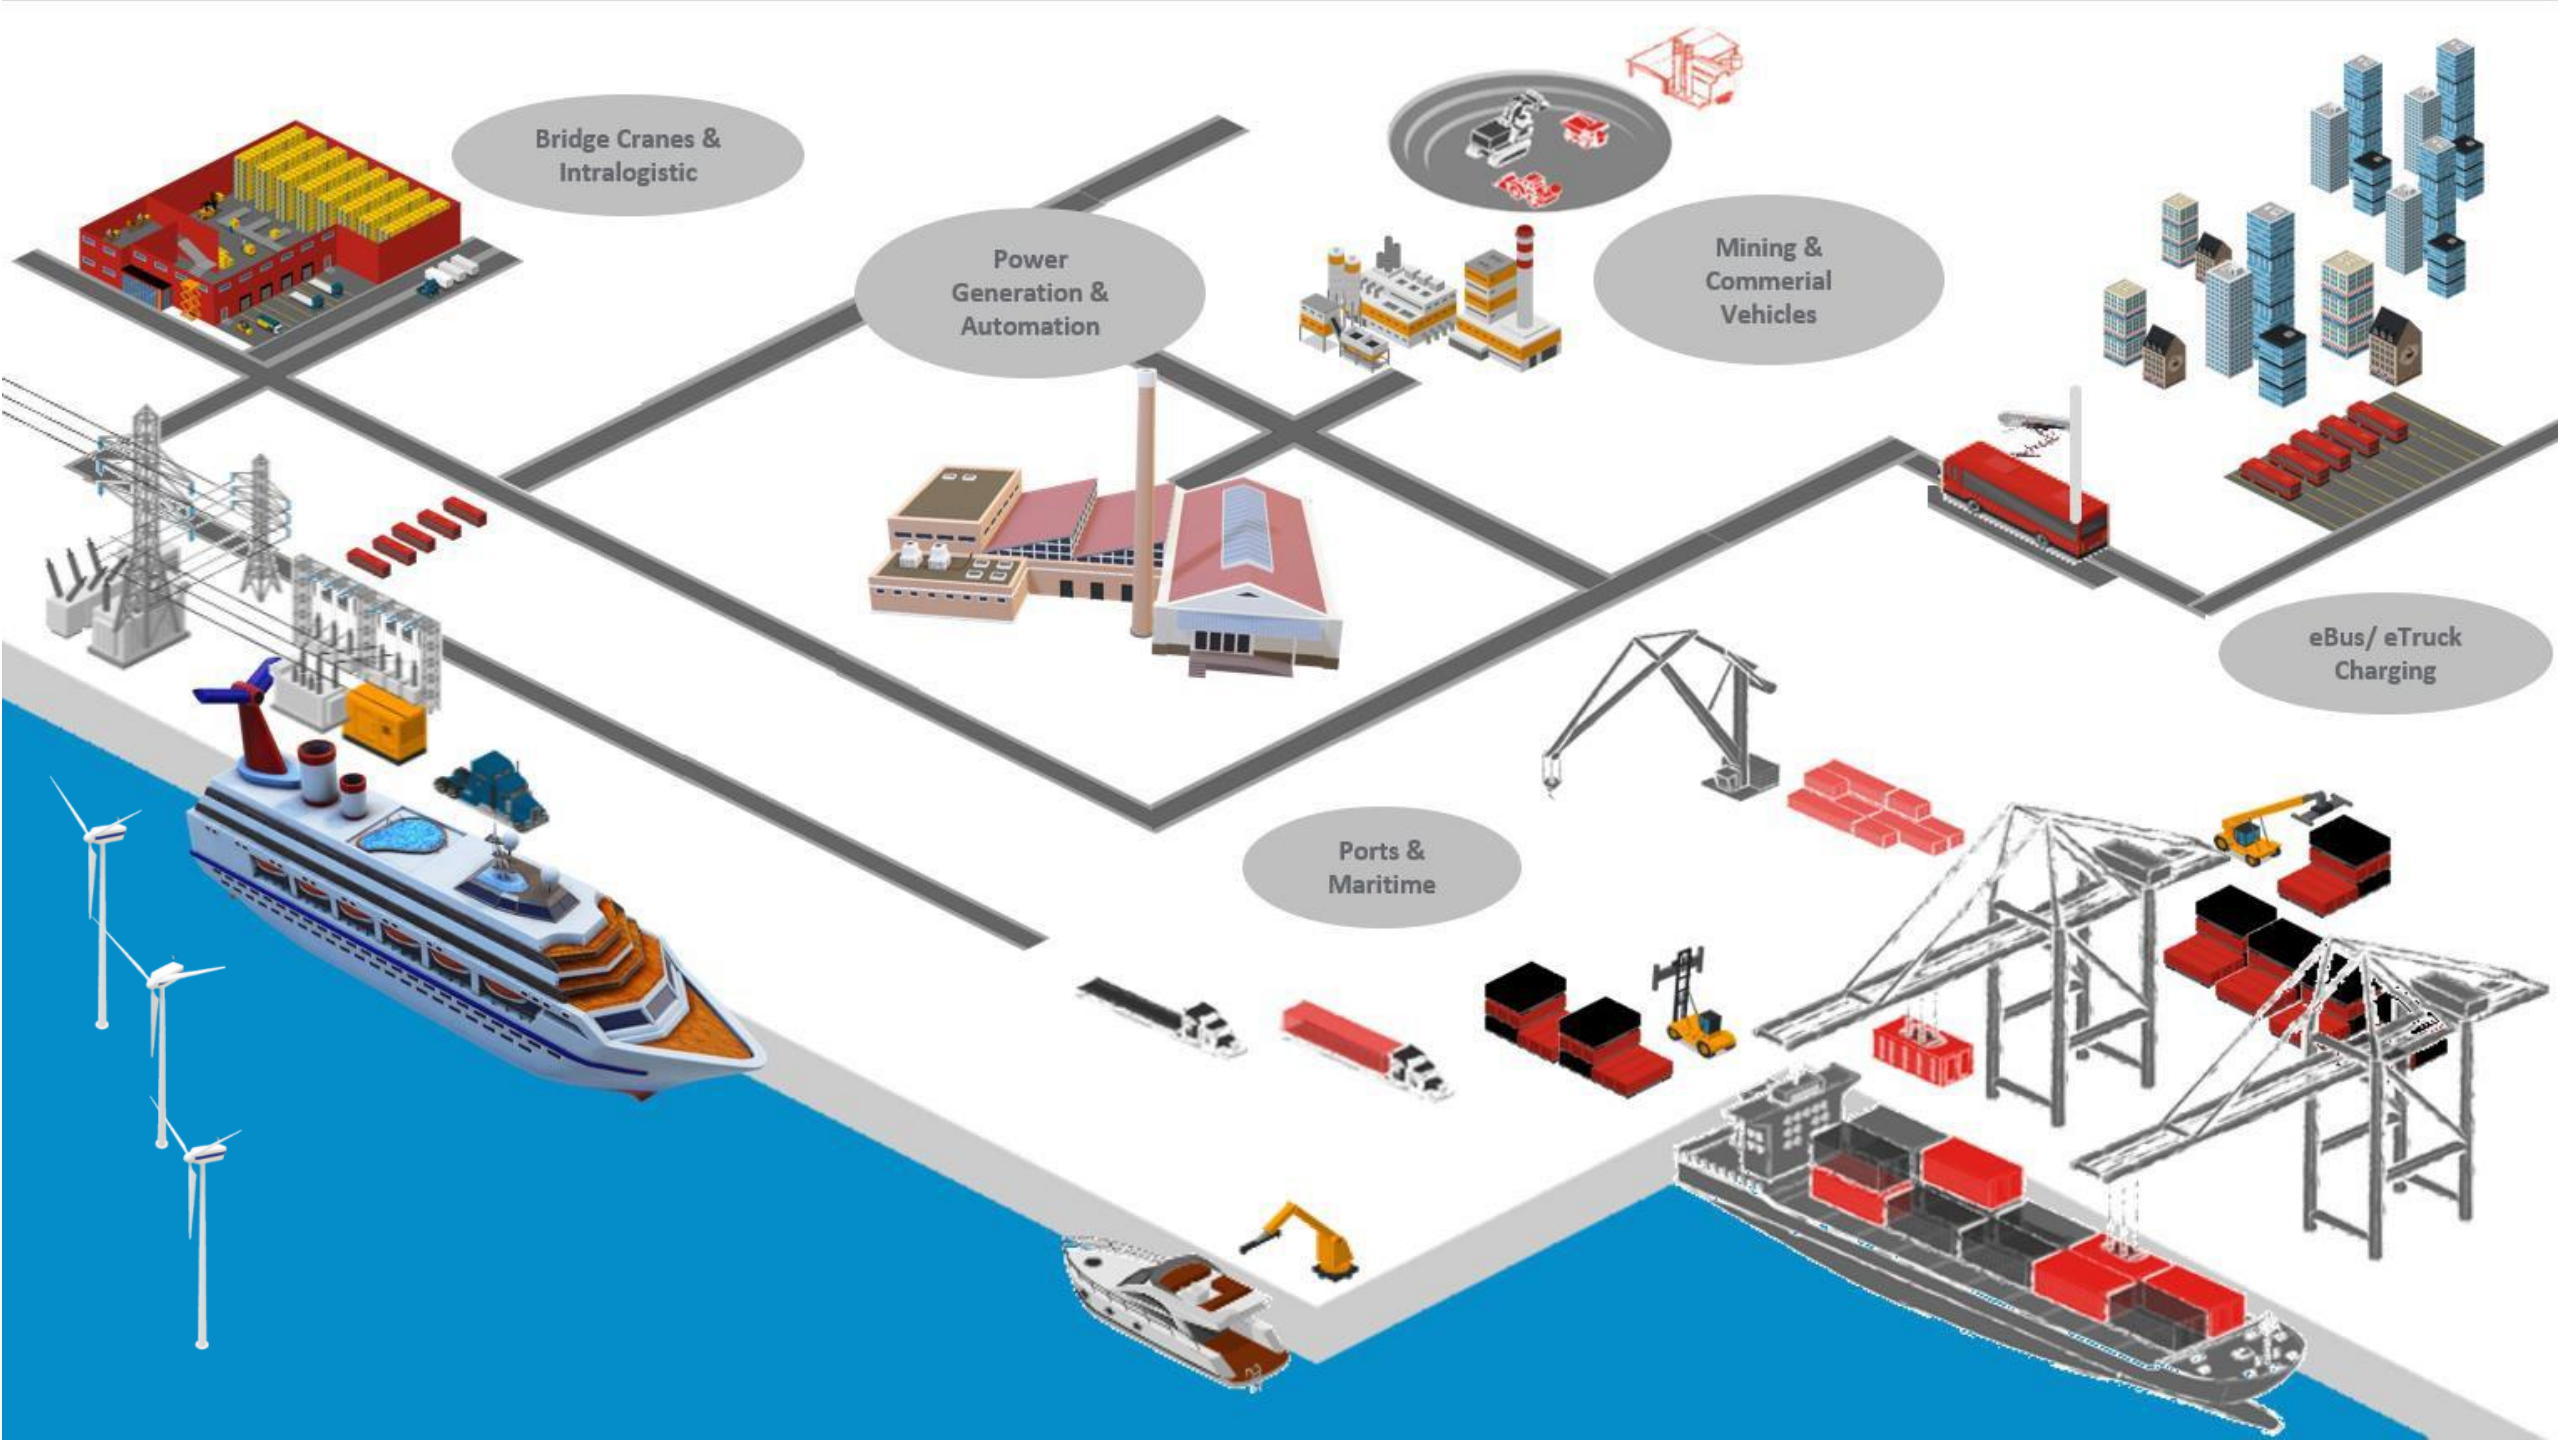 Bridge Cranes &
Intralogistic
Power
Generation &
Automation
Mining &
Commerial
Vehicles
eBus/ eTruck
Charging
Ports &
Maritime